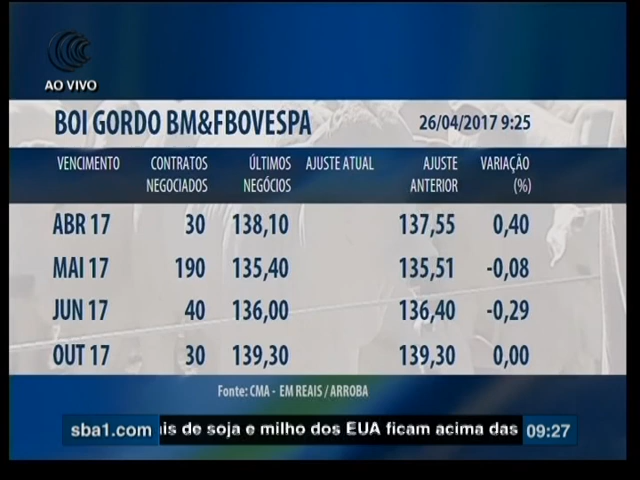 AO VIVO
BOI GORDO BM&FBOVESPA 26/04/2017 9:25
VENCIMENTO CONTRATOS NEGOCIADOS ÚLTIMOS NEGÓCIOS AJUSTE ATUAL AJUSTE ANTERIOR VARIAÇÃO (%)
ABR 17 30 138,10 137,55 0,40
MAI 17 190 135,40 135,51 -0,08
JUN 17 40 136,00 136,40 -0,29
OUT 17 30 139,30 139,30 0,00
Fonte: CMA - EM REAIS / ARROBA
sba1.com is de soja e milho dos EUA ficam acima das 09:27